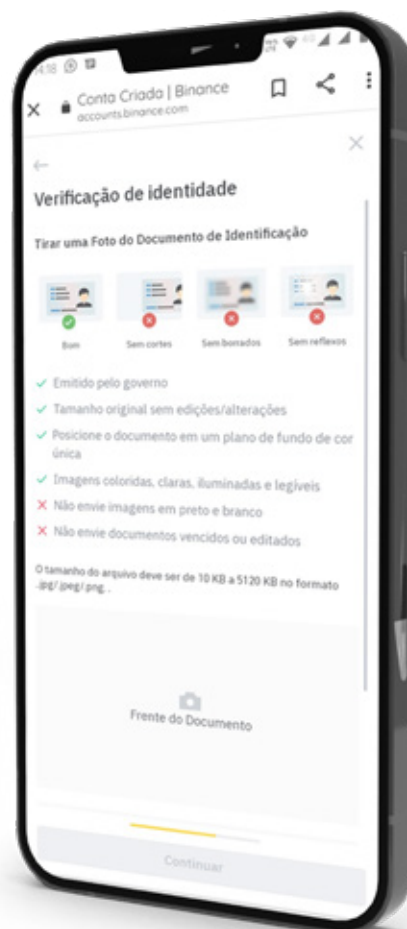 14:18
4G
Conta Criada | Binance
accounts.binance.com
Verificação de identidade
Tirar uma Foto do Documento de Identificação
Bom
Sem cortes
Sem borrados
Sem reflexos
Emitido pelo governo
Tamanho original sem edições/alterações
Posicione o documento em um plano de fundo de cor
única
Imagens coloridas, claras, iluminadas e legíveis
Não envie imagens em preto e branco
Não envie documentos vencidos ou editados
O tamanho do arquivo deve ser de 10 KB a 5120 KB no formato
.jpg/.jpeg/.png. .
Frente do Documento
Continuar